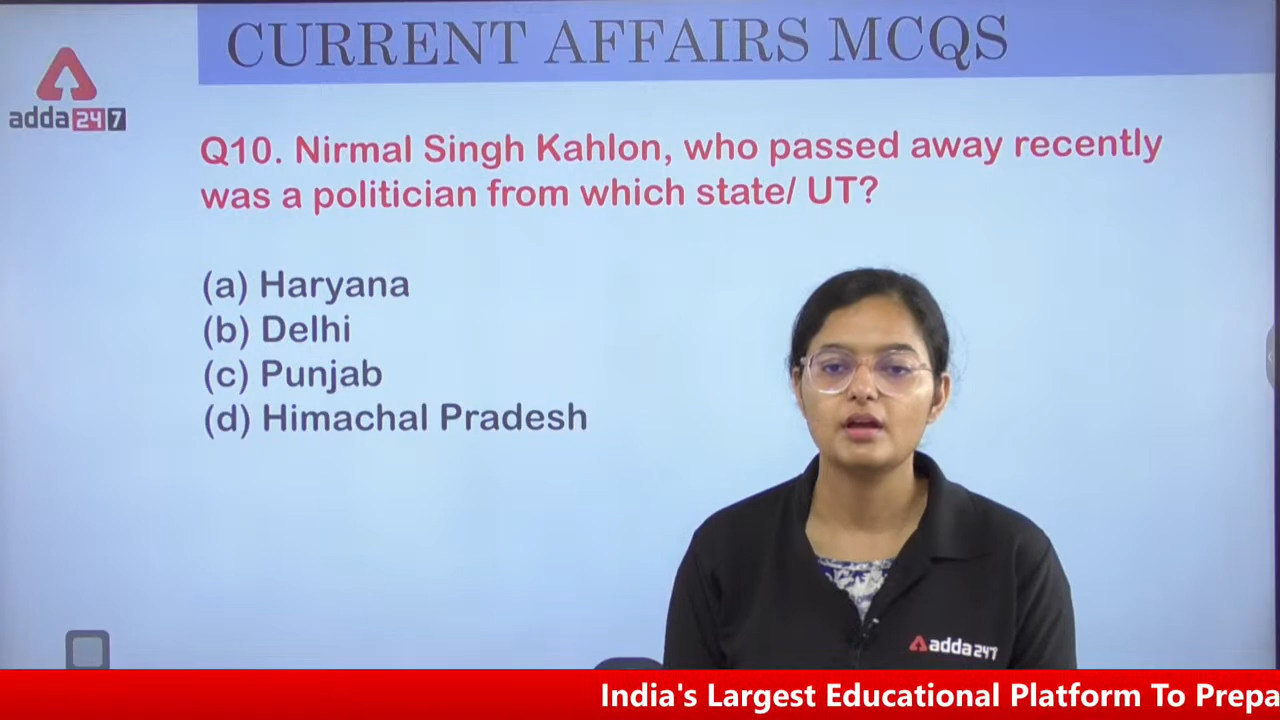 CURRENT AFFAIRS MCQS
adda247
Q10. Nirmal Singh Kahlon, who passed away recently
was a politician from which state/ UT?
(a) Haryana
(b) Delhi
(c) Punjab
(d) Himachal Pradesh
adda247
India's Largest Educational Platform To Prepa